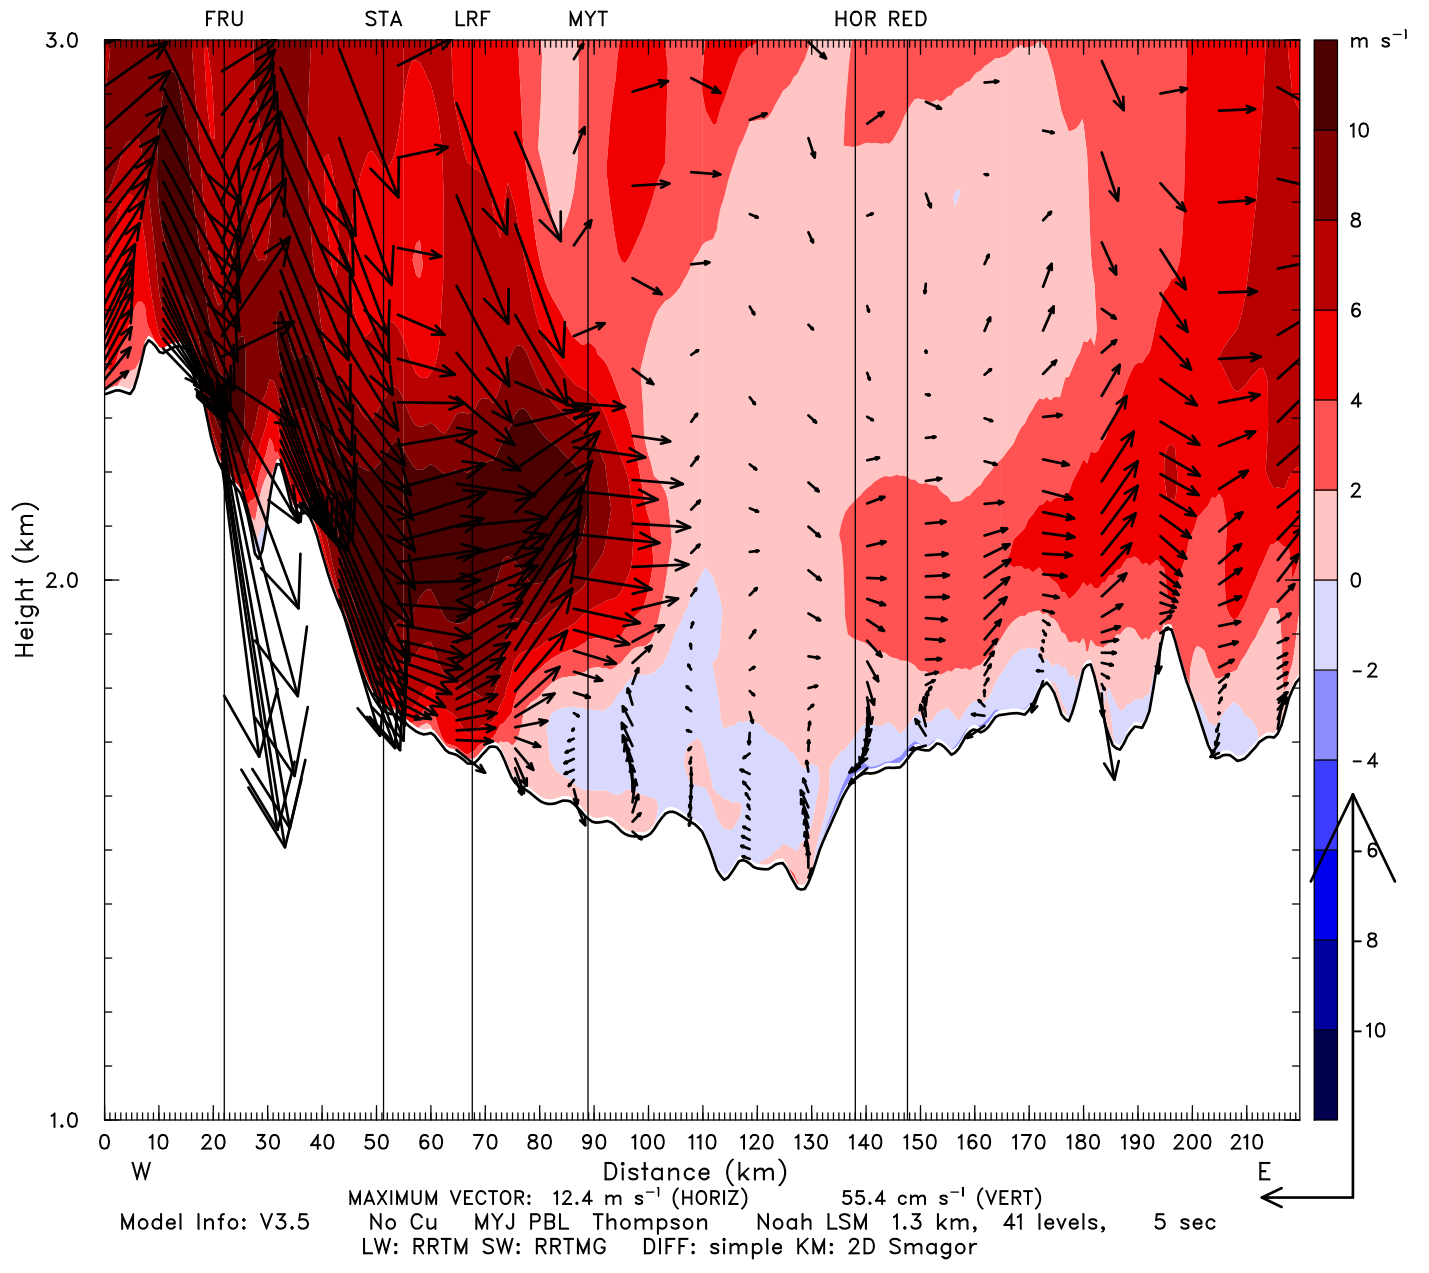 FRU STA LRF MYT HOR RED
m s⁻¹
3.0
2.0
1.0
Height (km)
10
8
6
4
2
0
-2
-4
-6
-8
-10
0 10 20 30 40 50 60 70 80 90 100 110 120 130 140 150 160 170 180 190 200 210
W Distance (km) E
MAXIMUM VECTOR: 12.4 m s⁻¹ (HORIZ) 55.4 cm s⁻¹ (VERT)
Model Info: V3.5 No Cu MYJ PBL Thompson Noah LSM 1.3 km, 41 levels, 5 sec
LW: RRTM SW: RRTMG DIFF: simple KM: 2D Smagor